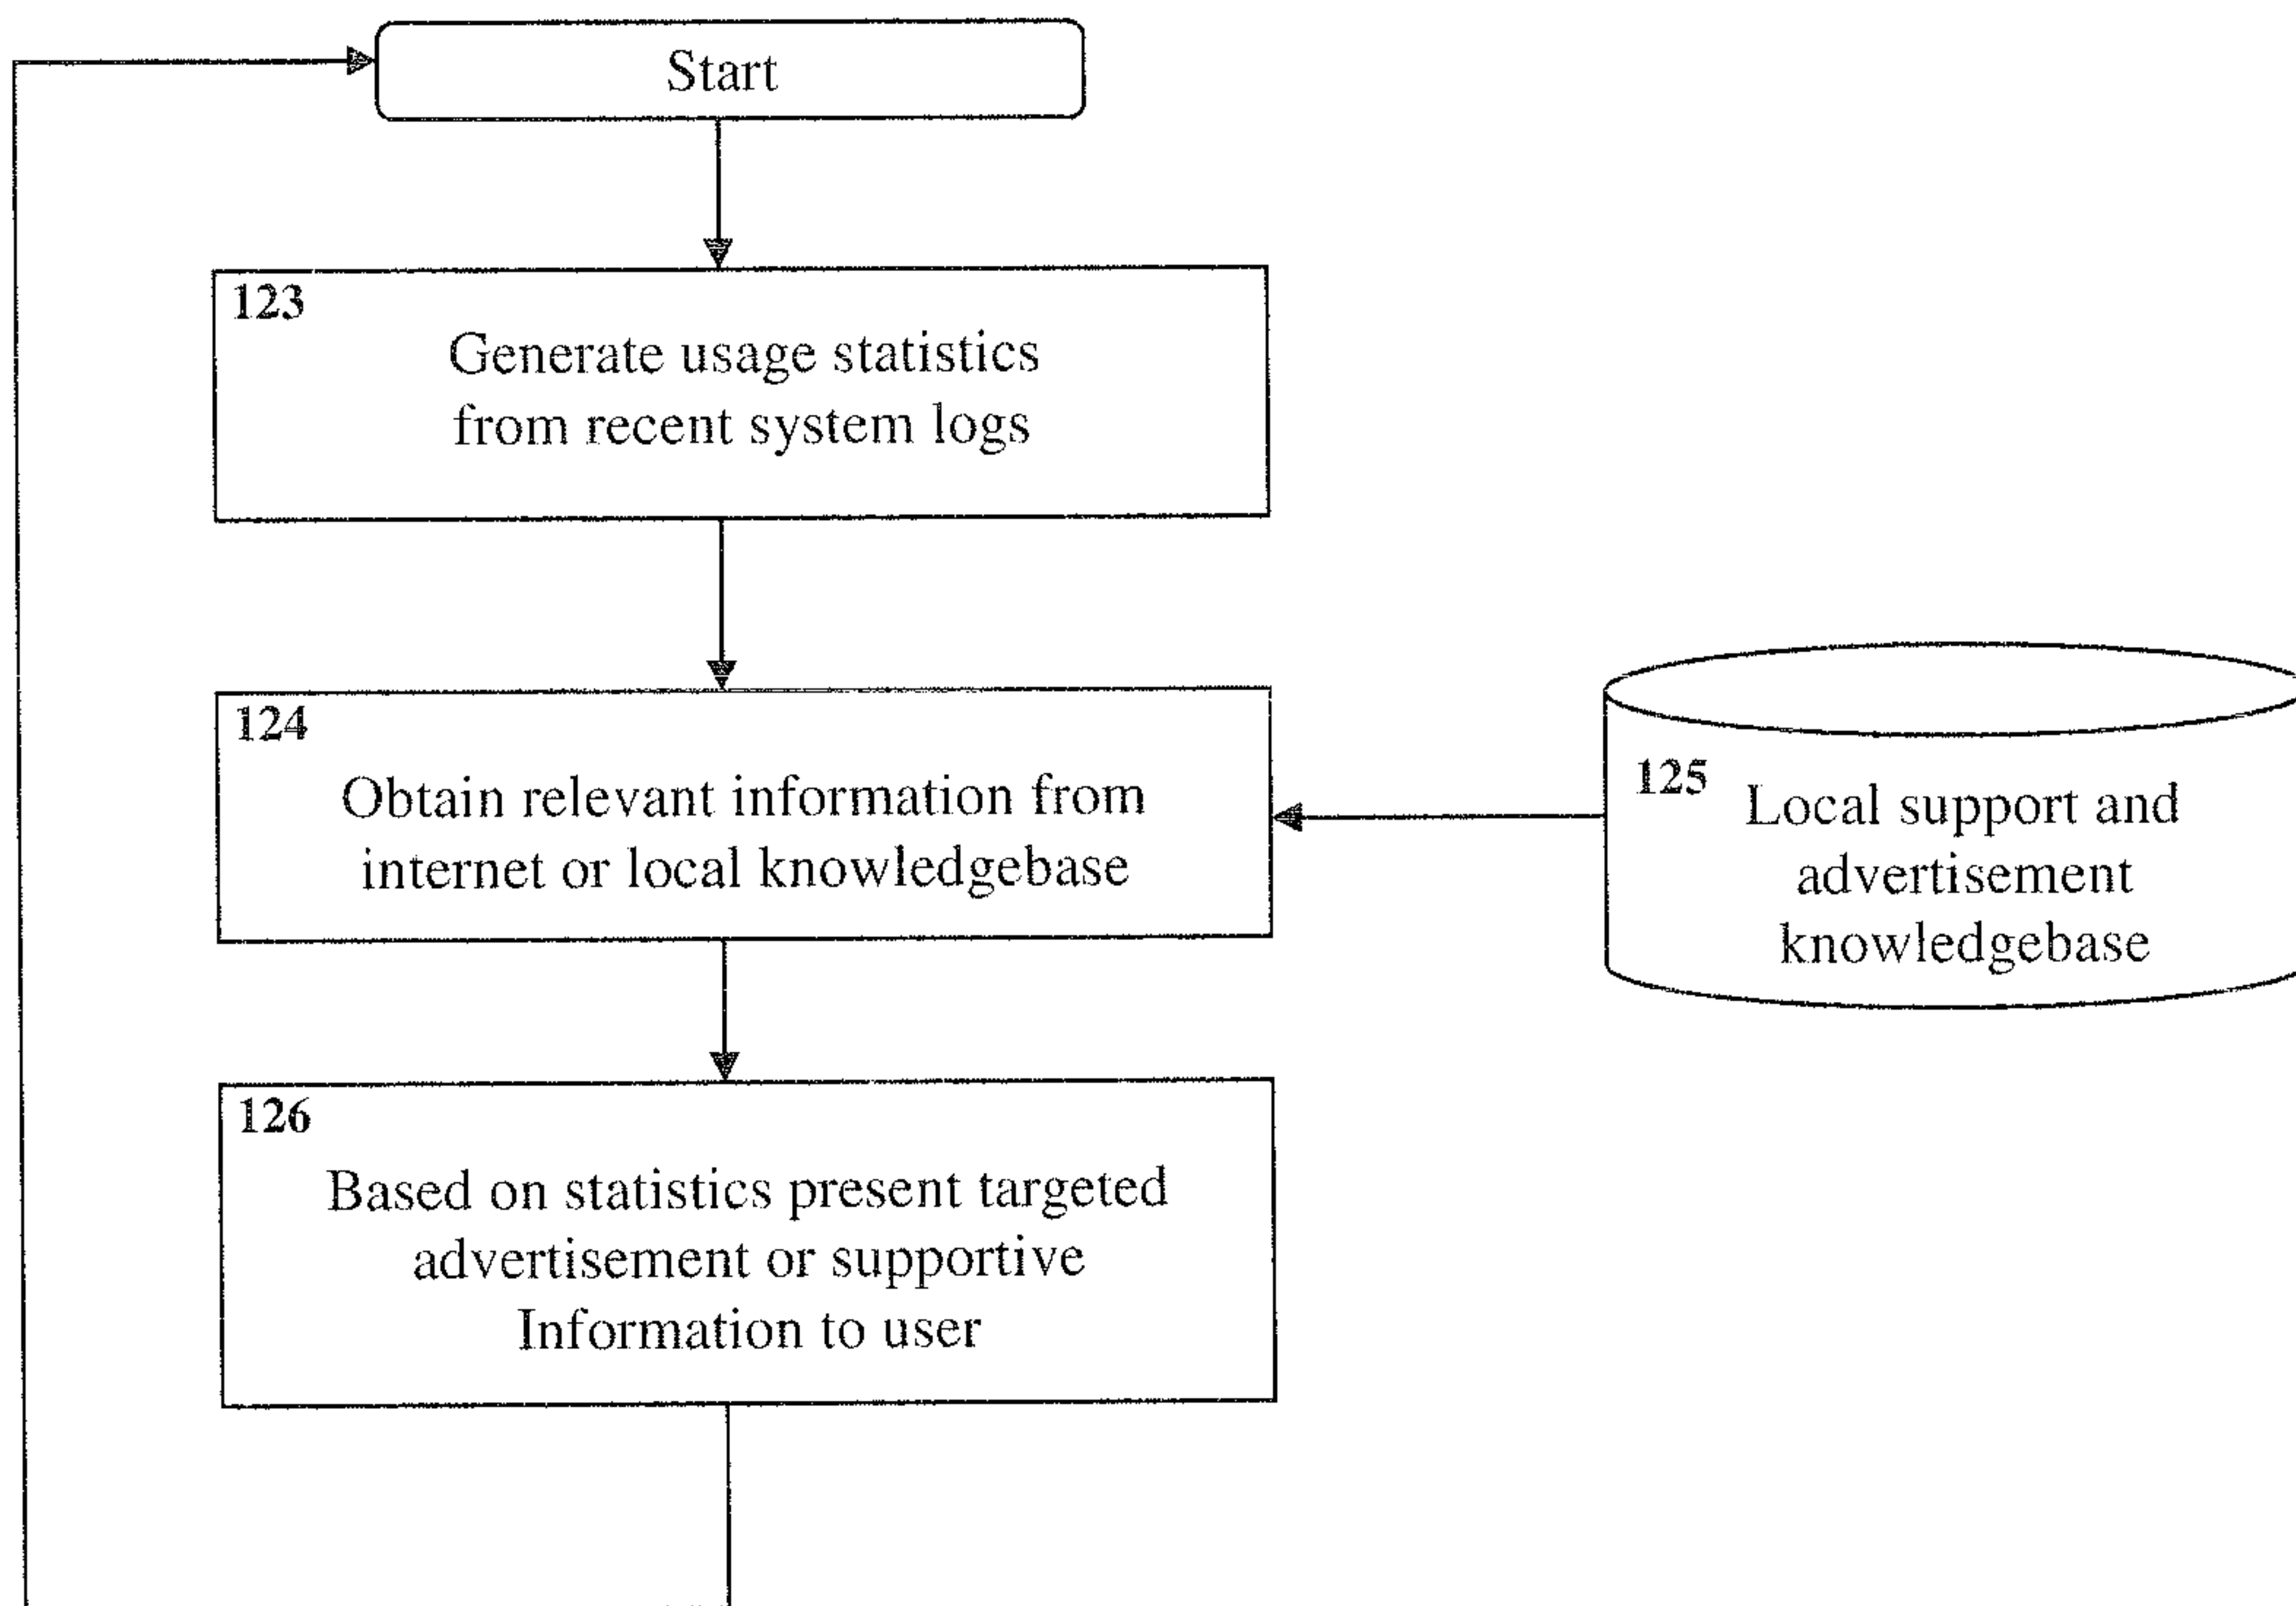 Start
123
Generate usage statistics
from recent system logs
124
Obtain relevant information from
internet or local knowledgebase
125
Local support and
advertisement
knowledgebase
126
Based on statistics present targeted
advertisement or supportive
Information to user